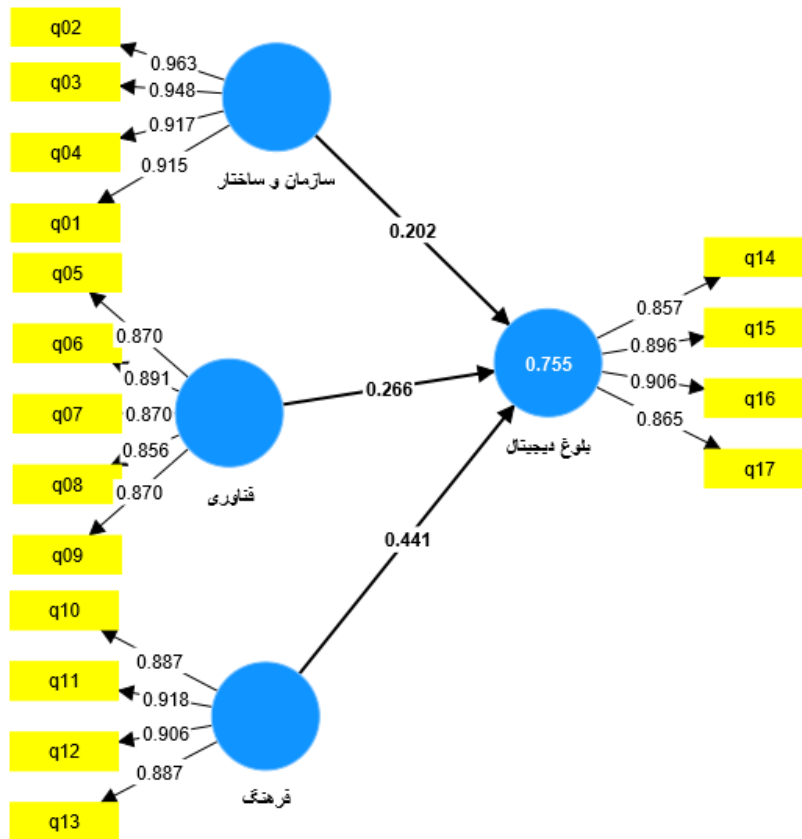 q02
q03
q04
q01
0.963
0.948
0.917
0.915
سازمان و ساختار
0.202
q05
q06
q07
q08
q09
0.870
0.891
0.870
0.856
0.870
فناوری
0.266
q10
q11
q12
q13
0.887
0.918
0.906
0.887
فرهنگ
0.441
0.755
بلوغ دیجیتال
0.857
0.896
0.906
0.865
q14
q15
q16
q17